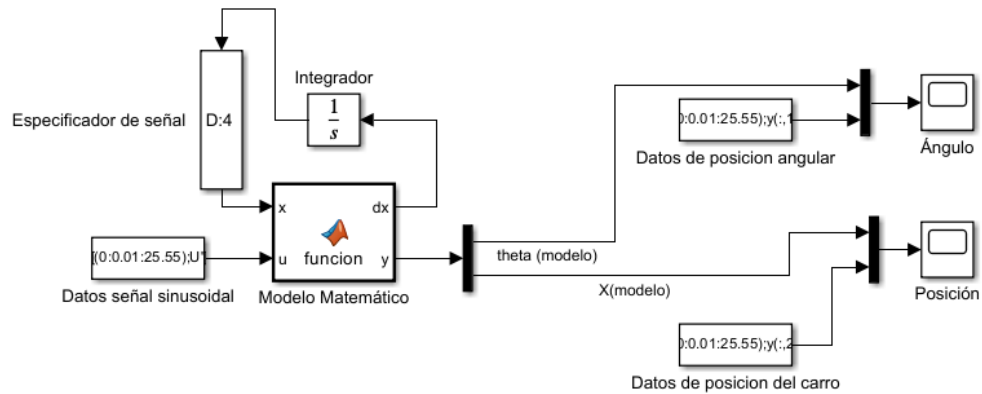 Integrador
1
s
Especificador de señal
D:4
x
dx
u
funcion
y
Modelo Matemático
((0:0.01:25.55);U'
Datos señal sinusoidal
theta (modelo)
X(modelo)
0:0.01:25.55);y(:,1
Datos de posicion angular
Ángulo
Posición
0:0.01:25.55);y(:,2
Datos de posicion del carro